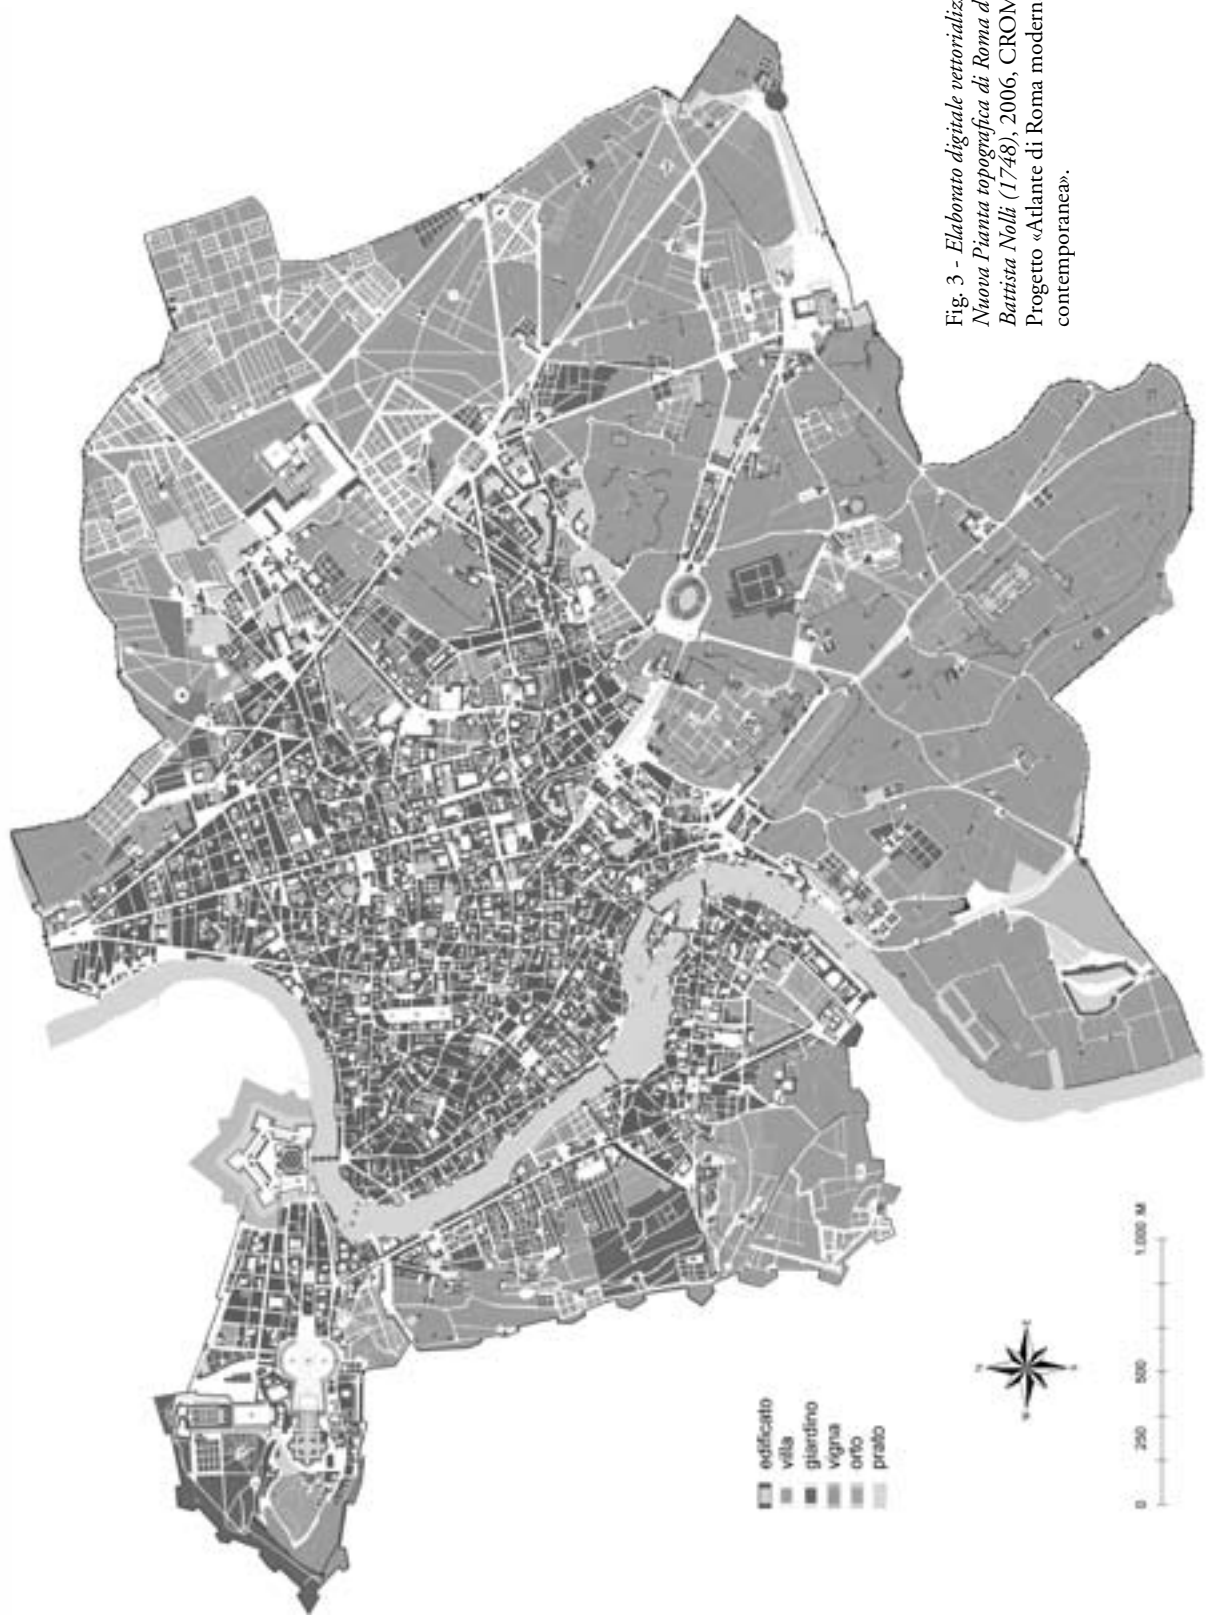 Fig. 3 - Elaborato digitale vettorializ
Nuova Pianta topografica di Roma d
Battista Nolli (1748), 2006, CROM
Progetto «Atlante di Roma modern
contemporanea».
edificato
villa
giardino
vigna
orto
prato
0 250 500 1.000 M